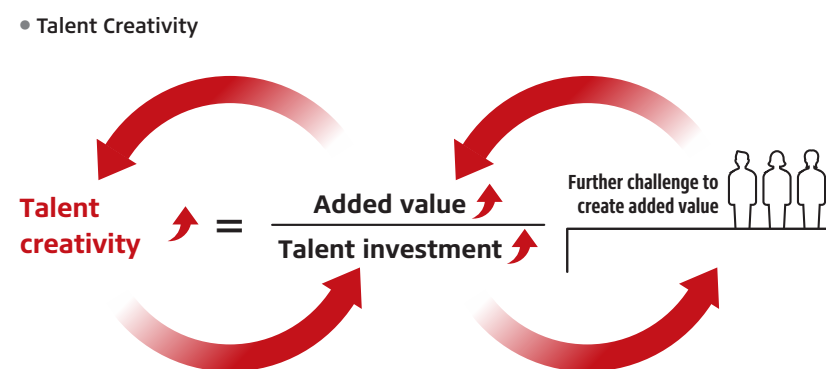 Talent Creativity
Talent
creativity
=
Added value
Talent investment
Further challenge to
create added value